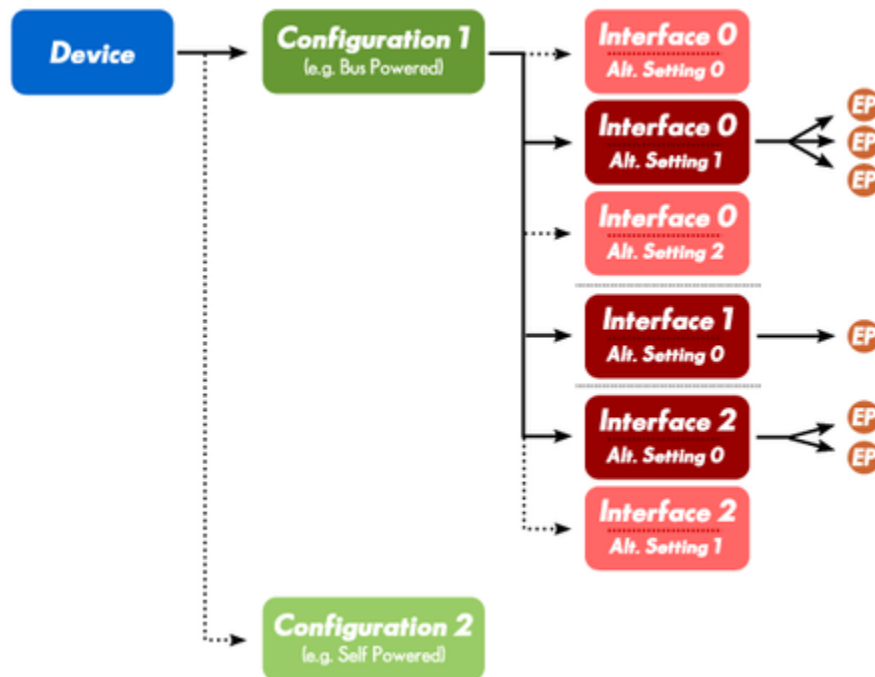 Device
Configuration 1
(e.g. Bus Powered)
Interface 0
Alt. Setting 0
Interface 0
Alt. Setting 1
EP
EP
EP
Interface 0
Alt. Setting 2
Interface 1
Alt. Setting 0
EP
Interface 2
Alt. Setting 0
EP
EP
Interface 2
Alt. Setting 1
Configuration 2
(e.g. Self Powered)